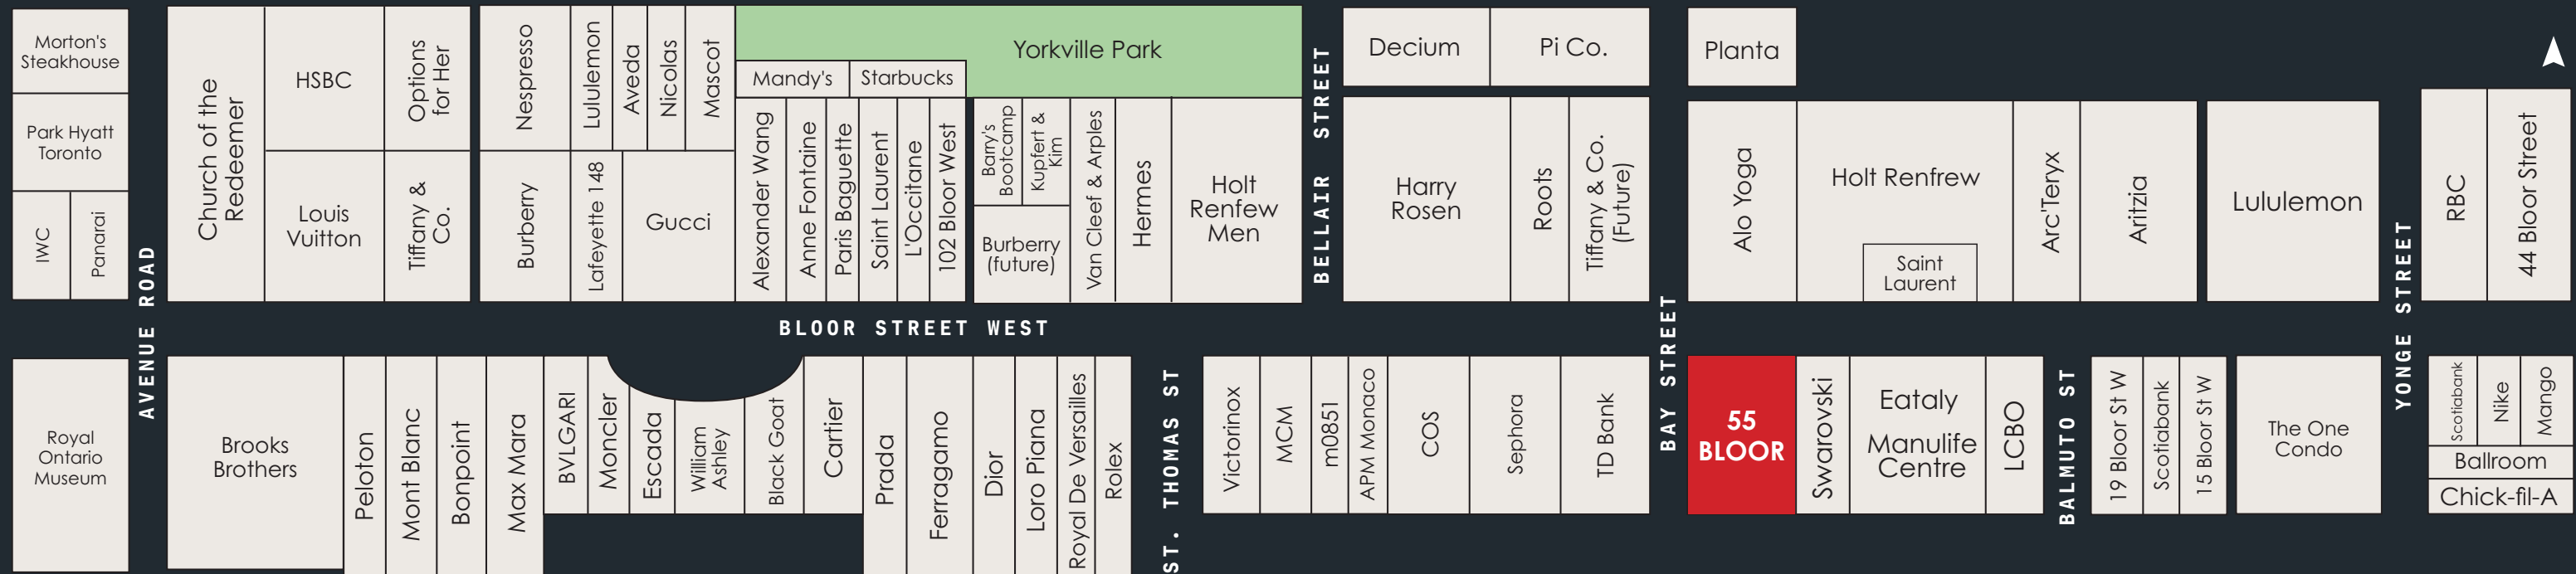 Morton's
Steakhouse
Park Hyatt
Toronto
IWC
Panarai
AVENUE ROAD
Church of the
Redeemer
HSBC
Options
for Her
Louis
Vuitton
Tiffany &
Co.
Nespresso
Lululemon
Aveda
Nicolas
Mascot
Burberry
Lafeyette 148
Gucci
Yorkville Park
Mandy's
Starbucks
Alexander Wang
Anne Fontaine
Paris Baguette
Saint Laurent
L'Occitane
102 Bloor West
Barry's
Bootcamp
Kupfert &
Kim
Burberry
(future)
Van Cleef & Arples
Hermes
Holt
Renfew
Men
BELLAIR STREET
Decium
Pi Co.
Harry
Rosen
Roots
Tiffany & Co.
(Future)
BAY STREET
Planta
Alo Yoga
Holt Renfrew
Saint
Laurent
Arc'Teryx
Aritzia
Lululemon
YONGE STREET
RBC
44 Bloor Street
BLOOR STREET WEST
Royal
Ontario
Museum
Brooks
Brothers
Peloton
Mont Blanc
Bonpoint
Max Mara
BVLGARI
Moncler
Escada
William
Ashley
Black Goat
Cartier
Prada
Ferragamo
Dior
Loro Piana
Royal De Versailles
Rolex
ST. THOMAS ST
Victorinox
MCM
m0851
APM Monaco
COS
Sephora
TD Bank
55
BLOOR
Swarovski
Eataly
Manulife
Centre
LCBO
BALMUTO ST
19 Bloor St W
Scotiabank
15 Bloor St W
The One
Condo
Scotiabank
Nike
Mango
Ballroom
Chick-fil-A